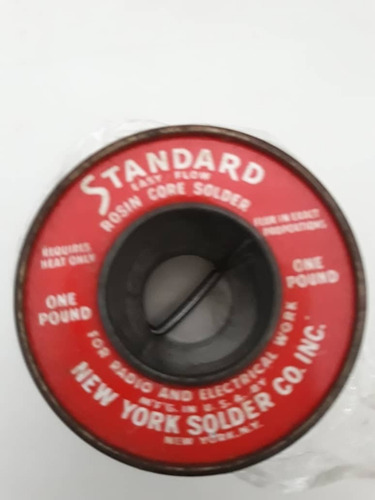 STANDARD
EASY FLOW
ROSIN CORE SOLDER
REQUIRES
HEAT ONLY
FLUX IN EXACT
PROPORTIONS
ONE
POUND
ONE
POUND
FOR RADIO AND ELECTRICAL WORK
M'F'G. IN U.S.A. BY
NEW YORK SOLDER CO. INC.
NEW YORK, N.Y.